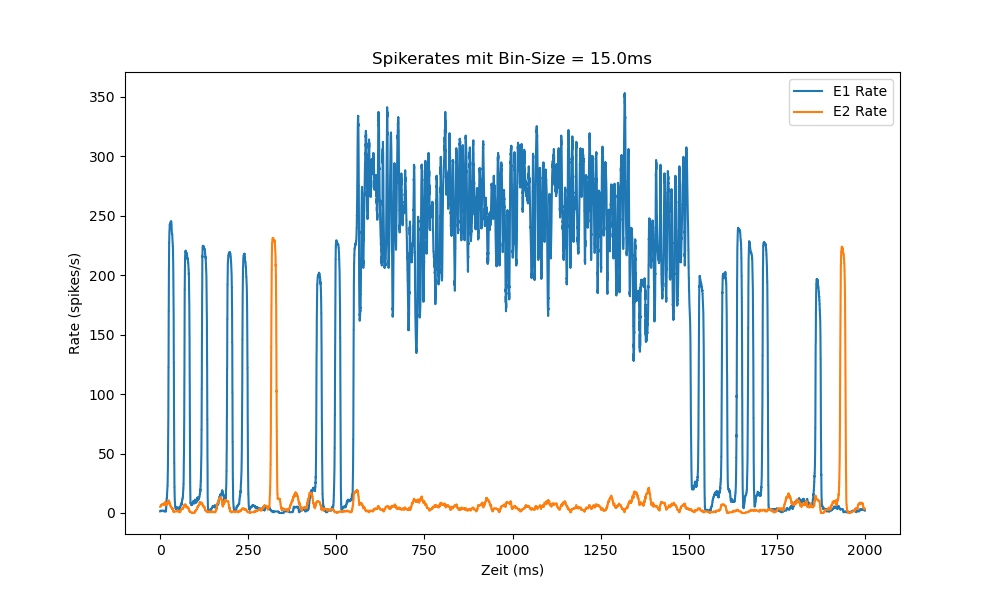 Spikerates mit Bin-Size = 15.0ms
E1 Rate
E2 Rate
Rate (spikes/s)
350
300
250
200
150
100
50
0
0 250 500 750 1000 1250 1500 1750 2000
Zeit (ms)